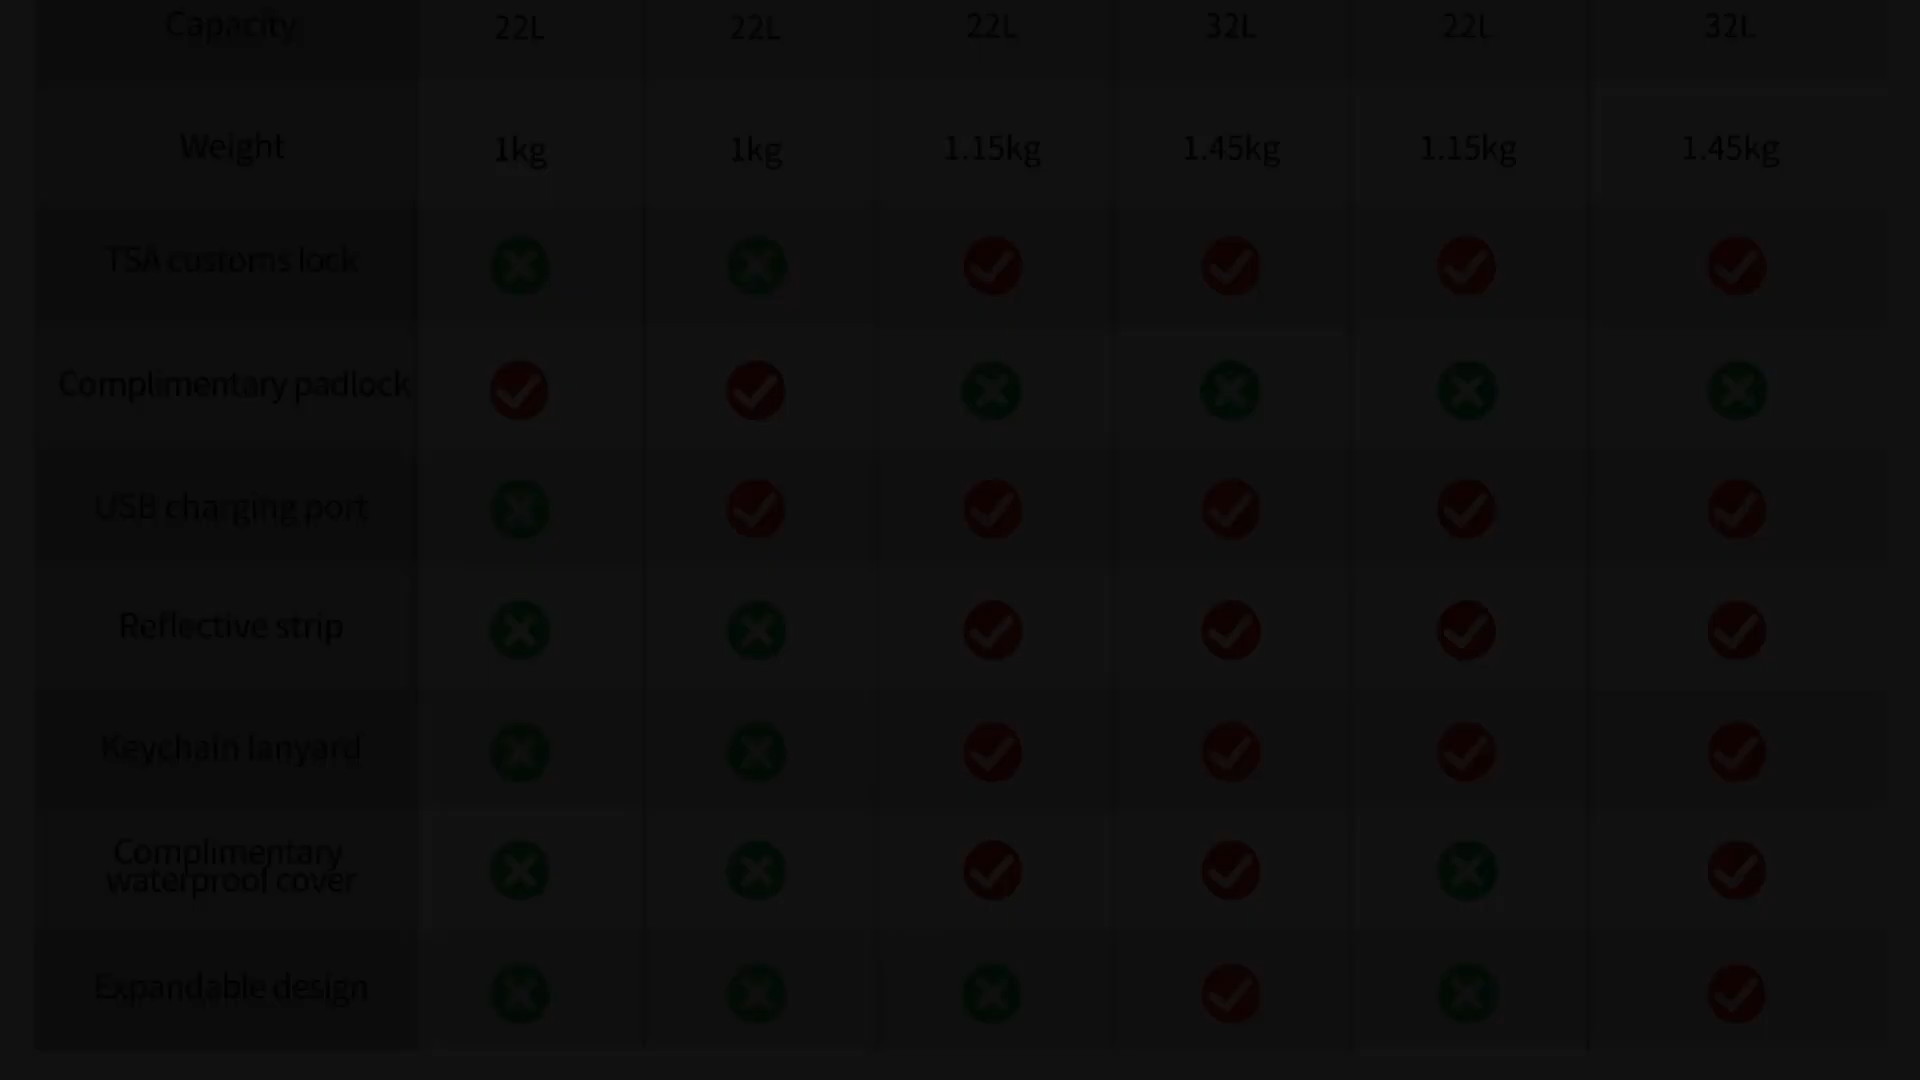 Capacity 22L 22L 22L 32L 22L 32L
Weight 1kg 1kg 1.15kg 1.45kg 1.15kg 1.45kg
TSA customs lock
Complimentary padlock
USB charging port
Reflective strip
Keychain lanyard
Complimentary
waterproof cover
Expandable design